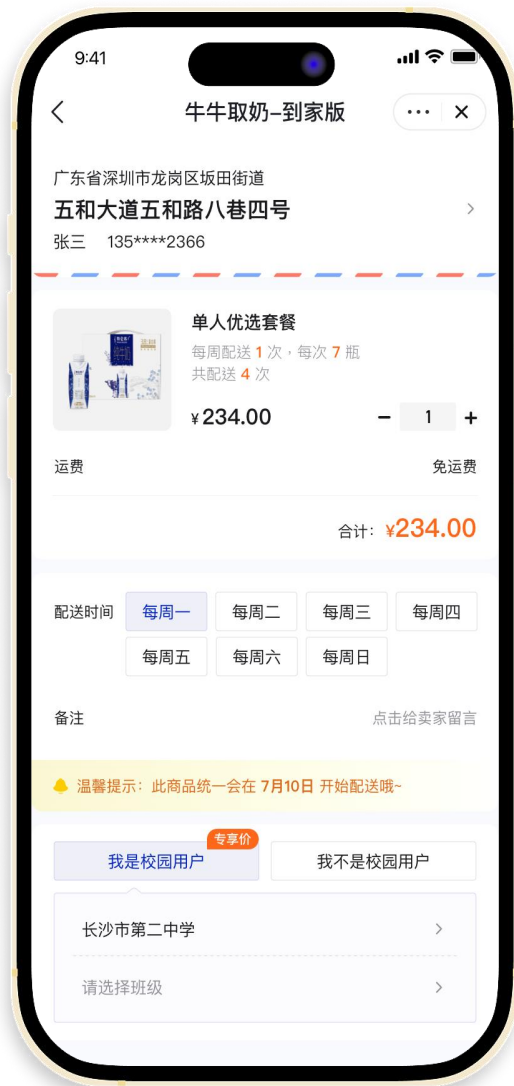 9:41
牛牛取奶-到家版
广东省深圳市龙岗区坂田街道
五和大道五和路八巷四号
张三 135****2366
单人优选套餐
每周配送 1 次,每次 7 瓶
共配送 4 次
¥234.00
1
运费 免运费
合计: ¥234.00
配送时间 每周一 每周二 每周三 每周四
每周五 每周六 每周日
备注 点击给卖家留言
温馨提示:此商品统一会在 7月10日 开始配送哦~
专享价
我是校园用户 我不是校园用户
长沙市第二中学
请选择班级